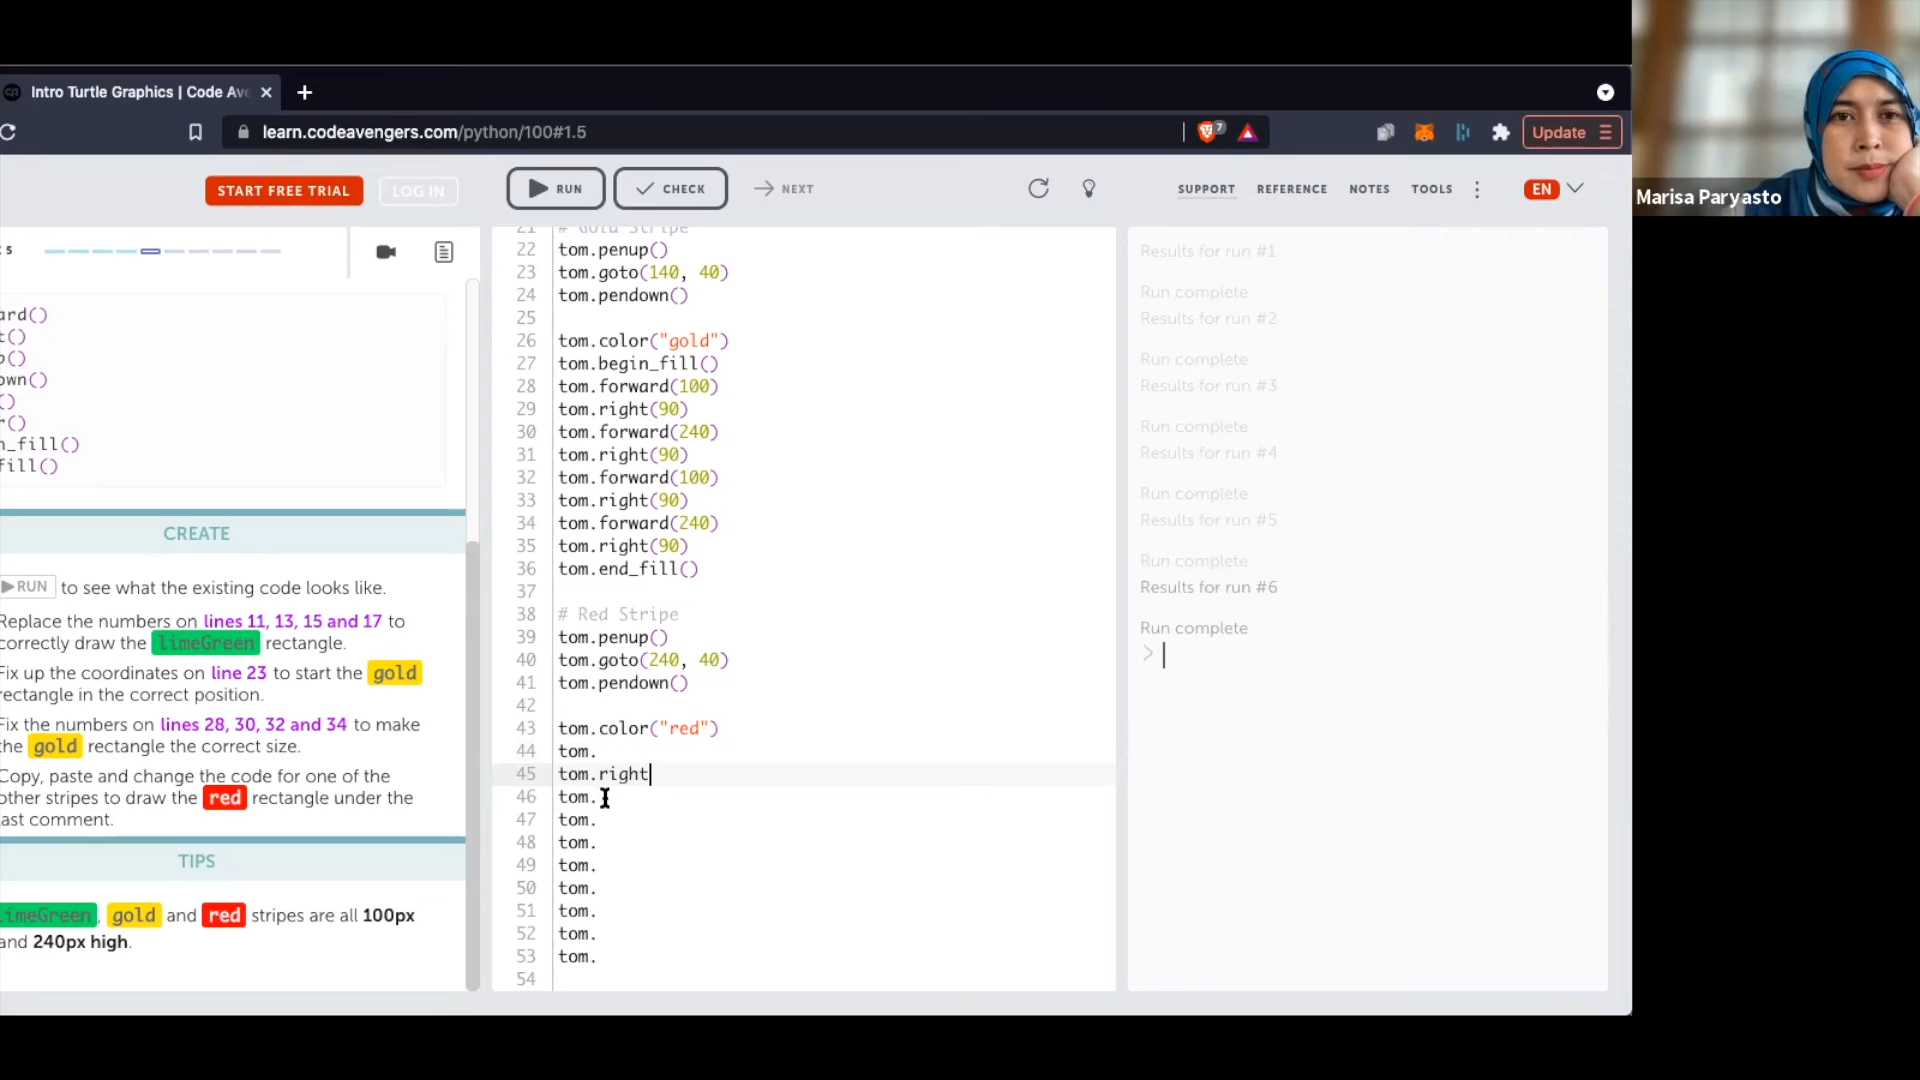 Intro Turtle Graphics | Code Ave
learn.codeavengers.com/python/100#1.5
7
Update
START FREE TRIAL
LOG IN
RUN
CHECK
NEXT
SUPPORT
REFERENCE
NOTES
TOOLS
EN
Marisa Paryasto
5
ard()
t()
o()
own()
()
r()
n_fill()
fill()
CREATE
RUN to see what the existing code looks like.
Replace the numbers on lines 11, 13, 15 and 17 to
correctly draw the limeGreen rectangle.
Fix up the coordinates on line 23 to start the gold
rectangle in the correct position.
Fix the numbers on lines 28, 30, 32 and 34 to make
the gold rectangle the correct size.
Copy, paste and change the code for one of the
other stripes to draw the red rectangle under the
last comment.
TIPS
limeGreen, gold and red stripes are all 100px
and 240px high.
21 # Gold Stripe
22 tom.penup()
23 tom.goto(140, 40)
24 tom.pendown()
25
26 tom.color("gold")
27 tom.begin_fill()
28 tom.forward(100)
29 tom.right(90)
30 tom.forward(240)
31 tom.right(90)
32 tom.forward(100)
33 tom.right(90)
34 tom.forward(240)
35 tom.right(90)
36 tom.end_fill()
37
38 # Red Stripe
39 tom.penup()
40 tom.goto(240, 40)
41 tom.pendown()
42
43 tom.color("red")
44 tom.
45 tom.right
46 tom.
47 tom.
48 tom.
49 tom.
50 tom.
51 tom.
52 tom.
53 tom.
54
Results for run #1
Run complete
Results for run #2
Run complete
Results for run #3
Run complete
Results for run #4
Run complete
Results for run #5
Run complete
Results for run #6
Run complete
>